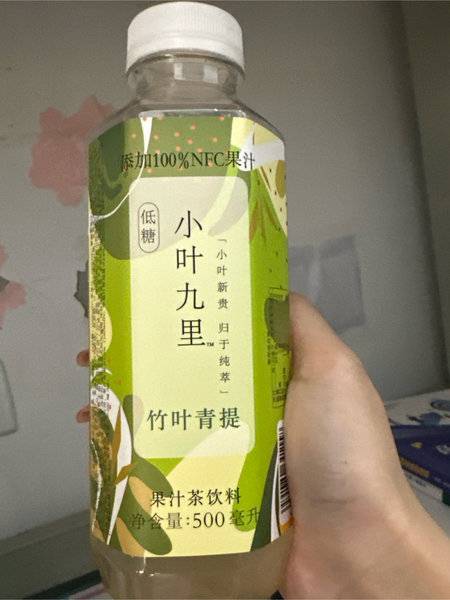 添加100%NFC果汁
低糖
小叶九里™
「小叶新贵 归于纯萃」
竹叶青提
果汁茶饮料
净含量:500毫升